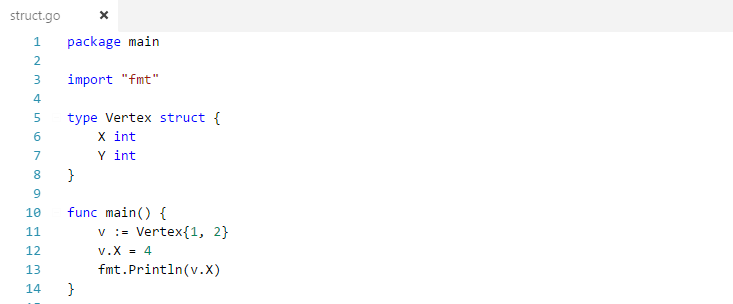 struct.go ×
1 package main
2
3 import "fmt"
4
5 type Vertex struct {
6     X int
7     Y int
8 }
9
10 func main() {
11     v := Vertex{1, 2}
12     v.X = 4
13     fmt.Println(v.X)
14 }